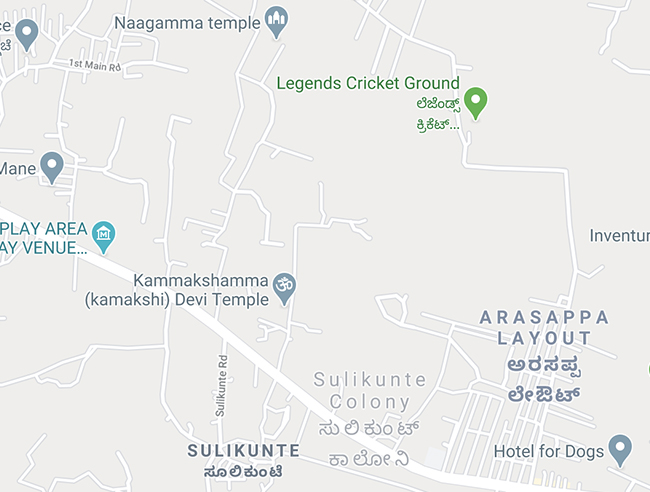 Naagamma temple
ce
1st Main Rd
Legends Cricket Ground
ಲೆಜೆಂಡ್ಸ್
ಕ್ರಿಕೆಟ್...
Mane
PLAY AREA
AY VENUE...
Inventur
Kammakshamma
(kamakshi) Devi Temple
ARASAPPA
LAYOUT
ಅರಸಪ್ಪ
ಲೇಔಟ್
Sulikunte Rd
Sulikunte
Colony
ಸುಲಿಕುಂಟ್
ಕಾಲೋನಿ
SULIKUNTE
ಸೂಲಿಕುಂಟೆ
Hotel for Dogs